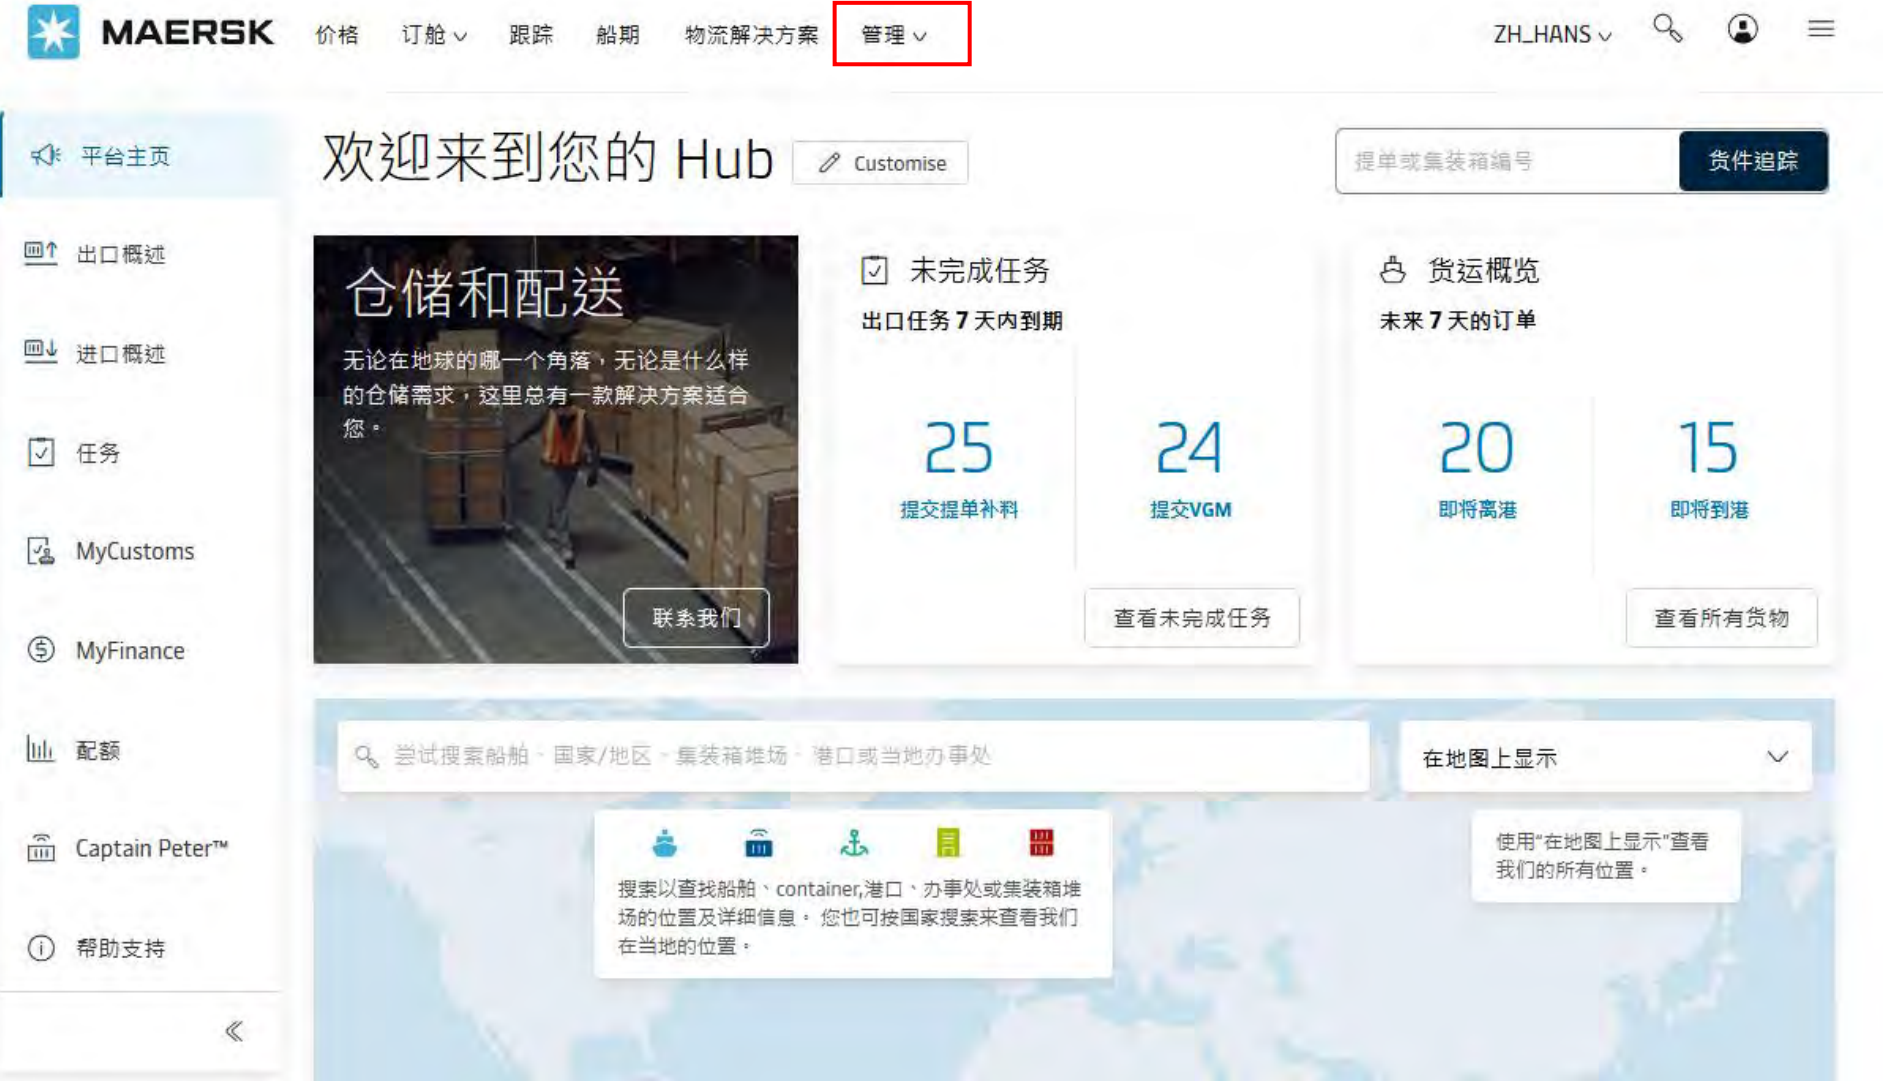 MAERSK 价格 订舱 跟踪 船期 物流解决方案 管理 ZH_HANS
平台主页
出口概述
进口概述
任务
MyCustoms
MyFinance
配额
Captain Peter™
帮助支持
欢迎来到您的 Hub Customise
提单或集装箱编号 货件追踪
仓储和配送
无论在地球的哪一个角落，无论是什么样
的仓储需求，这里总有一款解决方案适合
您。
联系我们
未完成任务
出口任务 7 天内到期
25 24
提交提单补料 提交VGM
查看未完成任务
货运概览
未来 7 天的订单
20 15
即将离港 即将到港
查看所有货物
尝试搜索船舶、国家/地区、集装箱堆场、港口或当地办事处
在地图上显示
搜索以查找船舶、container,港口、办事处或集装箱堆
场的位置及详细信息。 您也可按国家搜索来查看我们
在当地的位置。
使用“在地图上显示”查看
我们的所有位置。